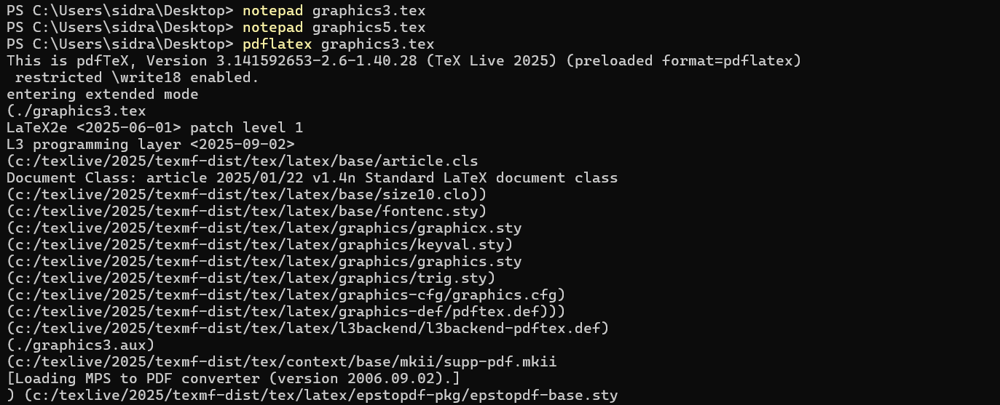 PS C:\Users\sidra\Desktop> notepad graphics3.tex
PS C:\Users\sidra\Desktop> notepad graphics5.tex
PS C:\Users\sidra\Desktop> pdflatex graphics3.tex
This is pdfTeX, Version 3.141592653-2.6-1.40.28 (TeX Live 2025) (preloaded format=pdflatex)
 restricted \write18 enabled.
entering extended mode
(./graphics3.tex
LaTeX2e <2025-06-01> patch level 1
L3 programming layer <2025-09-02>
(c:/texlive/2025/texmf-dist/tex/latex/base/article.cls
Document Class: article 2025/01/22 v1.4n Standard LaTeX document class
(c:/texlive/2025/texmf-dist/tex/latex/base/size10.clo))
(c:/texlive/2025/texmf-dist/tex/latex/base/fontenc.sty)
(c:/texlive/2025/texmf-dist/tex/latex/graphics/graphicx.sty
(c:/texlive/2025/texmf-dist/tex/latex/graphics/keyval.sty)
(c:/texlive/2025/texmf-dist/tex/latex/graphics/graphics.sty
(c:/texlive/2025/texmf-dist/tex/latex/graphics/trig.sty)
(c:/texlive/2025/texmf-dist/tex/latex/graphics-cfg/graphics.cfg)
(c:/texlive/2025/texmf-dist/tex/latex/graphics-def/pdftex.def)))
(c:/texlive/2025/texmf-dist/tex/latex/l3backend/l3backend-pdftex.def)
(./graphics3.aux)
(c:/texlive/2025/texmf-dist/tex/context/base/mkii/supp-pdf.mkii
[Loading MPS to PDF converter (version 2006.09.02).]
) (c:/texlive/2025/texmf-dist/tex/latex/epstopdf-pkg/epstopdf-base.sty